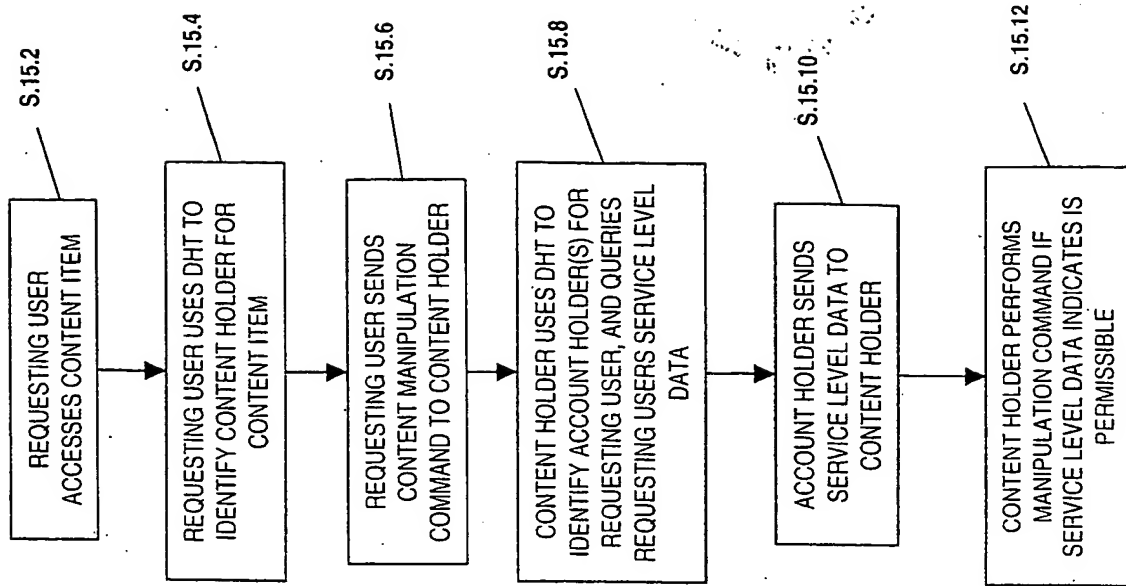 REQUESTING USER
ACCESSES CONTENT ITEM
S.15.2
REQUESTING USER USES DHT TO
IDENTIFY CONTENT HOLDER FOR
CONTENT ITEM
S.15.4
REQUESTING USER SENDS
CONTENT MANIPULATION
COMMAND TO CONTENT HOLDER
S.15.6
CONTENT HOLDER USES DHT TO
IDENTIFY ACCOUNT HOLDER(S) FOR
REQUESTING USER, AND QUERIES
REQUESTING USERS SERVICE LEVEL
DATA
S.15.8
ACCOUNT HOLDER SENDS
SERVICE LEVEL DATA TO
CONTENT HOLDER
S.15.10
CONTENT HOLDER PERFORMS
MANIPULATION COMMAND IF
SERVICE LEVEL DATA INDICATES IS
PERMISSIBLE
S.15.12